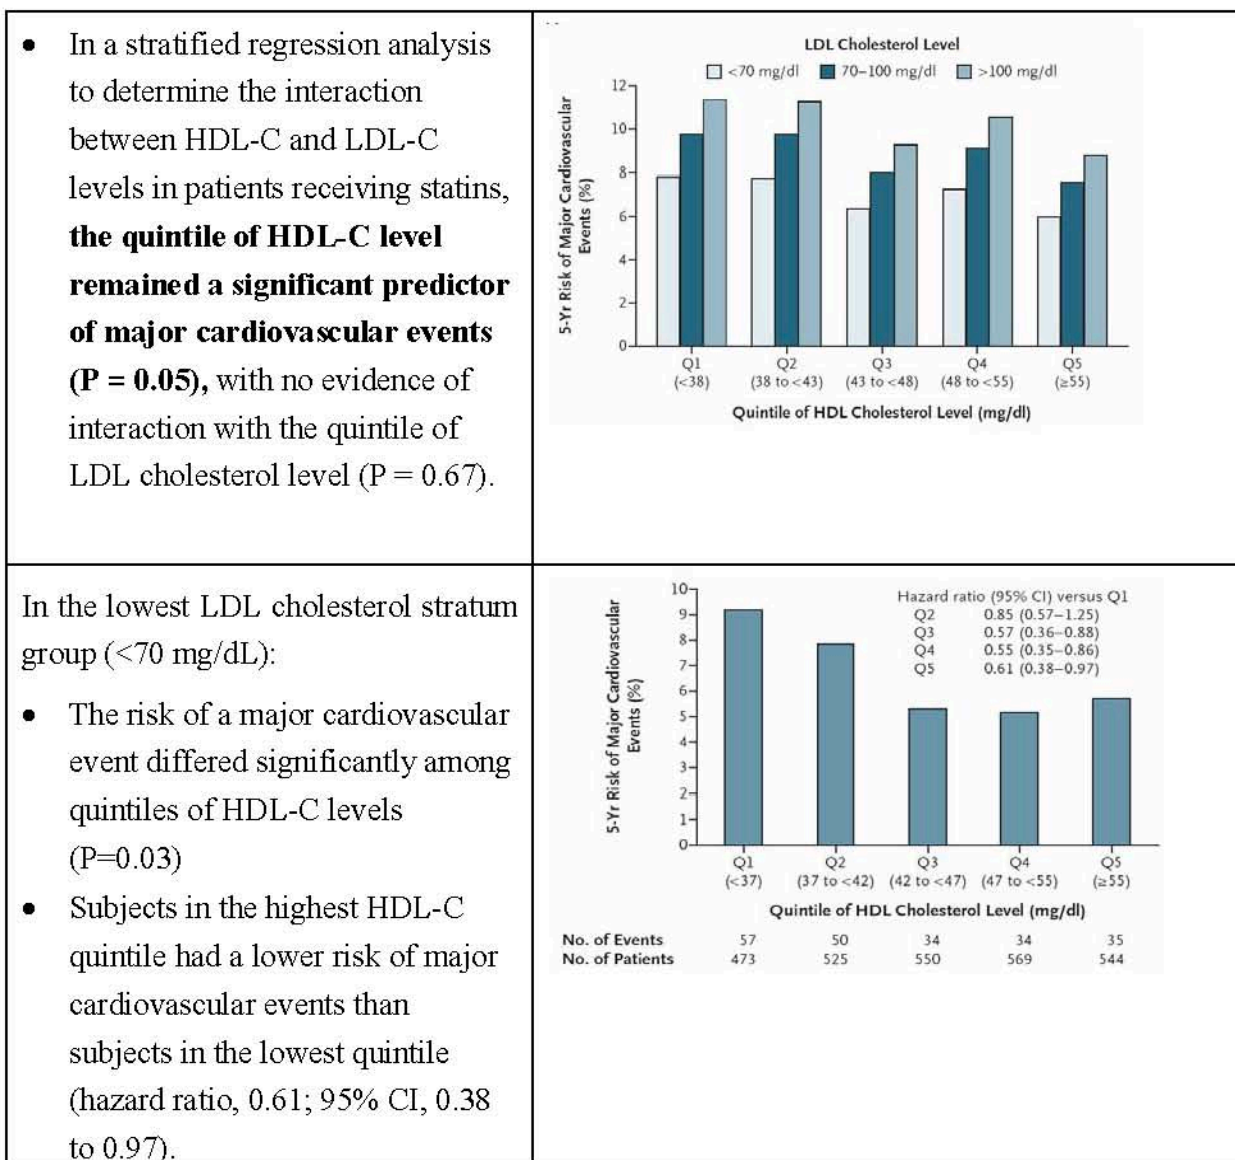 • In a stratified regression analysis
to determine the interaction
between HDL-C and LDL-C
levels in patients receiving statins,
the quintile of HDL-C level
remained a significant predictor
of major cardiovascular events
(P = 0.05), with no evidence of
interaction with the quintile of
LDL cholesterol level (P = 0.67).
LDL Cholesterol Level
<70 mg/dl 70–100 mg/dl >100 mg/dl
5-Yr Risk of Major Cardiovascular
Events (%)
12
10
8
6
4
2
0
Q1 Q2 Q3 Q4 Q5
(<38) (38 to <43) (43 to <48) (48 to <55) (≥55)
Quintile of HDL Cholesterol Level (mg/dl)
In the lowest LDL cholesterol stratum
group (<70 mg/dL):
• The risk of a major cardiovascular
event differed significantly among
quintiles of HDL-C levels
(P=0.03)
• Subjects in the highest HDL-C
quintile had a lower risk of major
cardiovascular events than
subjects in the lowest quintile
(hazard ratio, 0.61; 95% CI, 0.38
to 0.97).
Hazard ratio (95% CI) versus Q1
Q2 0.85 (0.57–1.25)
Q3 0.57 (0.36–0.88)
Q4 0.55 (0.35–0.86)
Q5 0.61 (0.38–0.97)
5-Yr Risk of Major Cardiovascular
Events (%)
10
9
8
7
6
5
4
3
2
1
0
Q1 Q2 Q3 Q4 Q5
(<37) (37 to <42) (42 to <47) (47 to <55) (≥55)
Quintile of HDL Cholesterol Level (mg/dl)
No. of Events 57 50 34 34 35
No. of Patients 473 525 550 569 544